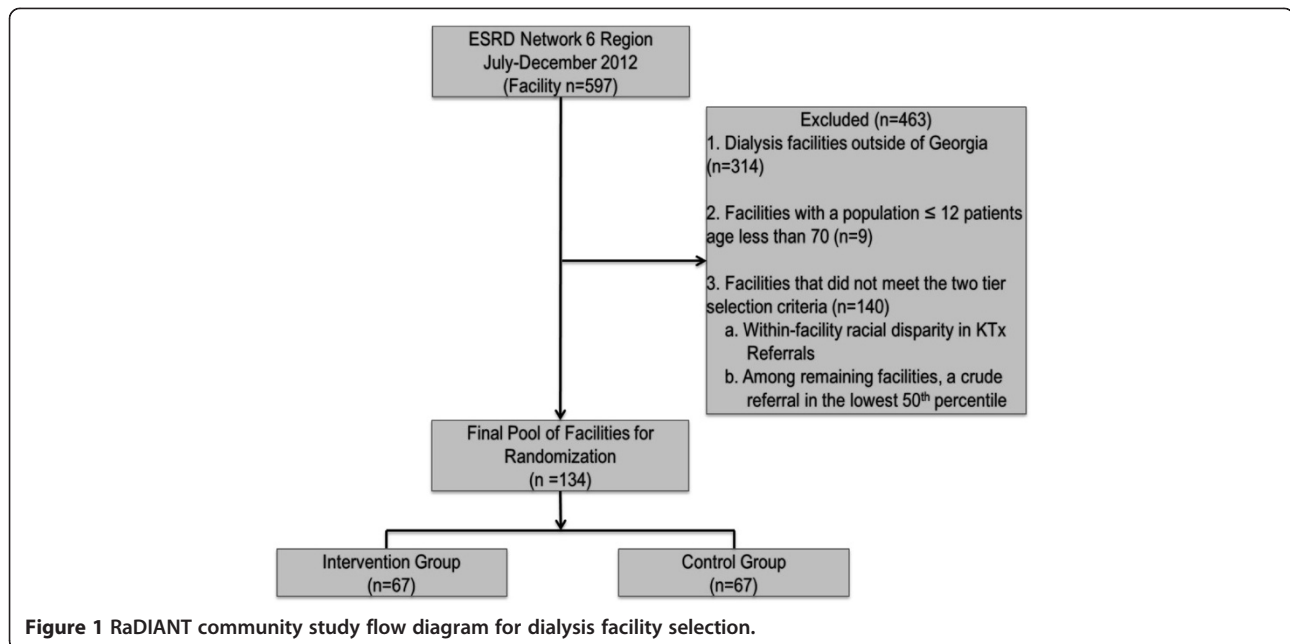 ESRD Network 6 Region
July-December 2012
(Facility n=597)
Excluded (n=463)
1. Dialysis facilities outside of Georgia
(n=314)
2. Facilities with a population ≤ 12 patients
age less than 70 (n=9)
3. Facilities that did not meet the two tier
selection criteria (n=140)
a. Within-facility racial disparity in KTx
Referrals
b. Among remaining facilities, a crude
referral in the lowest 50th percentile
Final Pool of Facilities for
Randomization
(n =134)
Intervention Group
(n=67)
Control Group
(n=67)
Figure 1 RaDIANT community study flow diagram for dialysis facility selection.